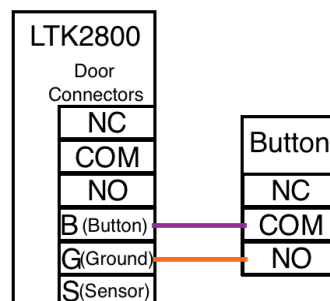 LTK2800
Door
Connectors
NC
COM
NO
B (Button)
G(Ground)
S(Sensor)
Button
NC
COM
NO